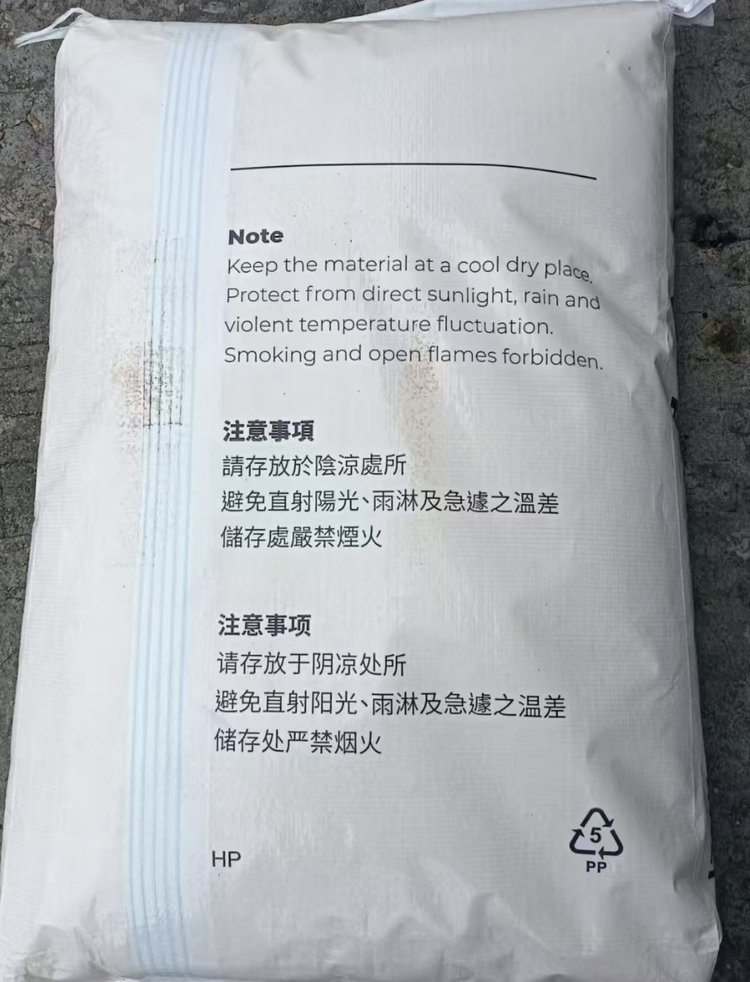 Note
Keep the material at a cool dry place.
Protect from direct sunlight, rain and
violent temperature fluctuation.
Smoking and open flames forbidden.
注意事項
請存放於陰涼處所
避免直射陽光、雨淋及急遽之溫差
儲存處嚴禁煙火
注意事项
请存放于阴凉处所
避免直射阳光、雨淋及急遽之温差
储存处严禁烟火
HP
5
PP